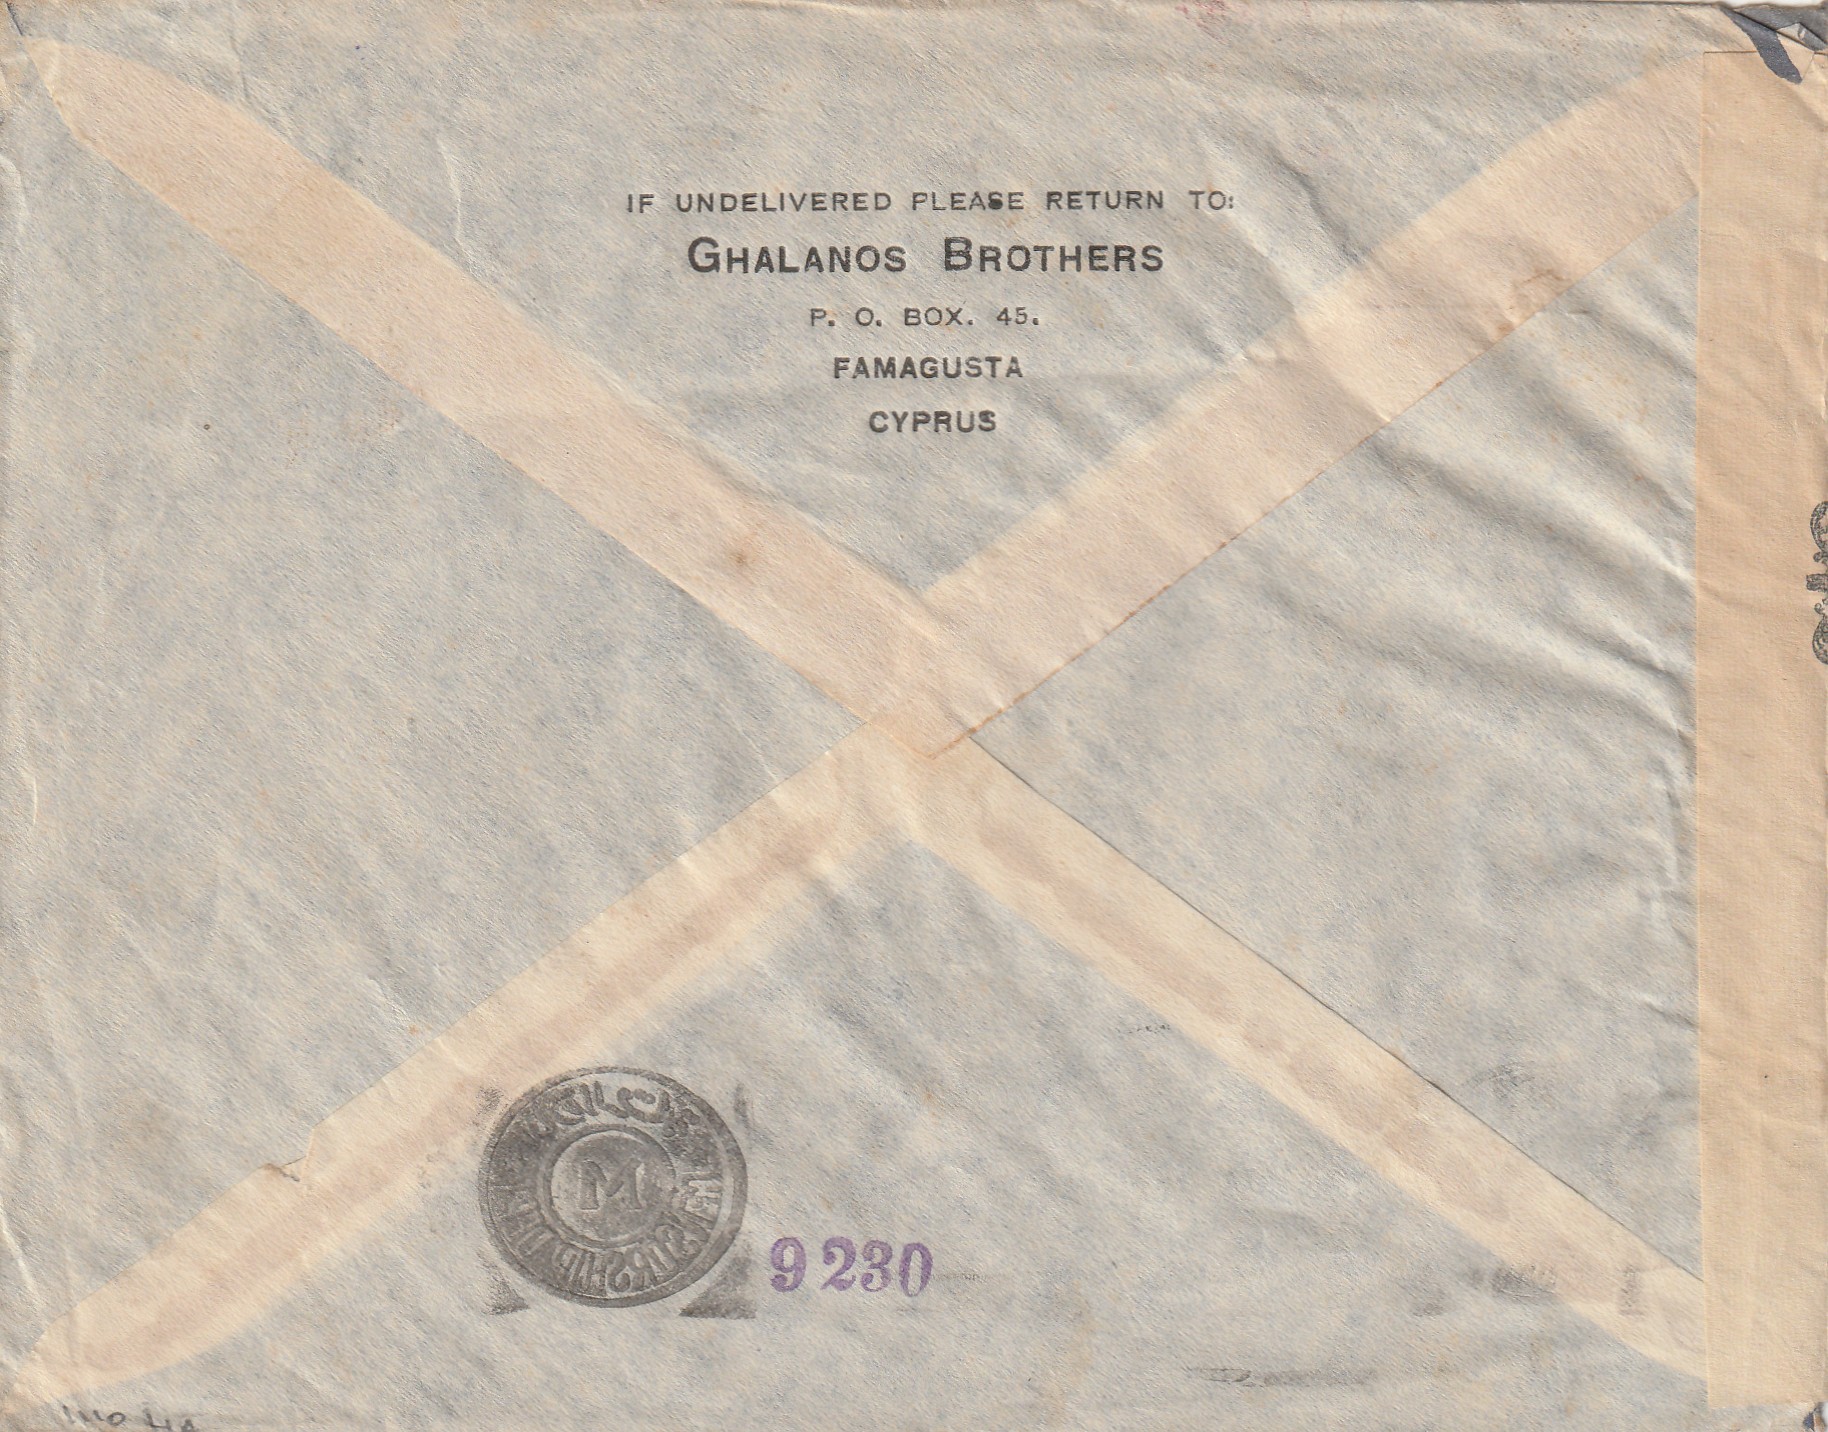 IF UNDELIVERED PLEASE RETURN TO:
GHALANOS BROTHERS
P. O. BOX. 45.
FAMAGUSTA
CYPRUS
M
9230